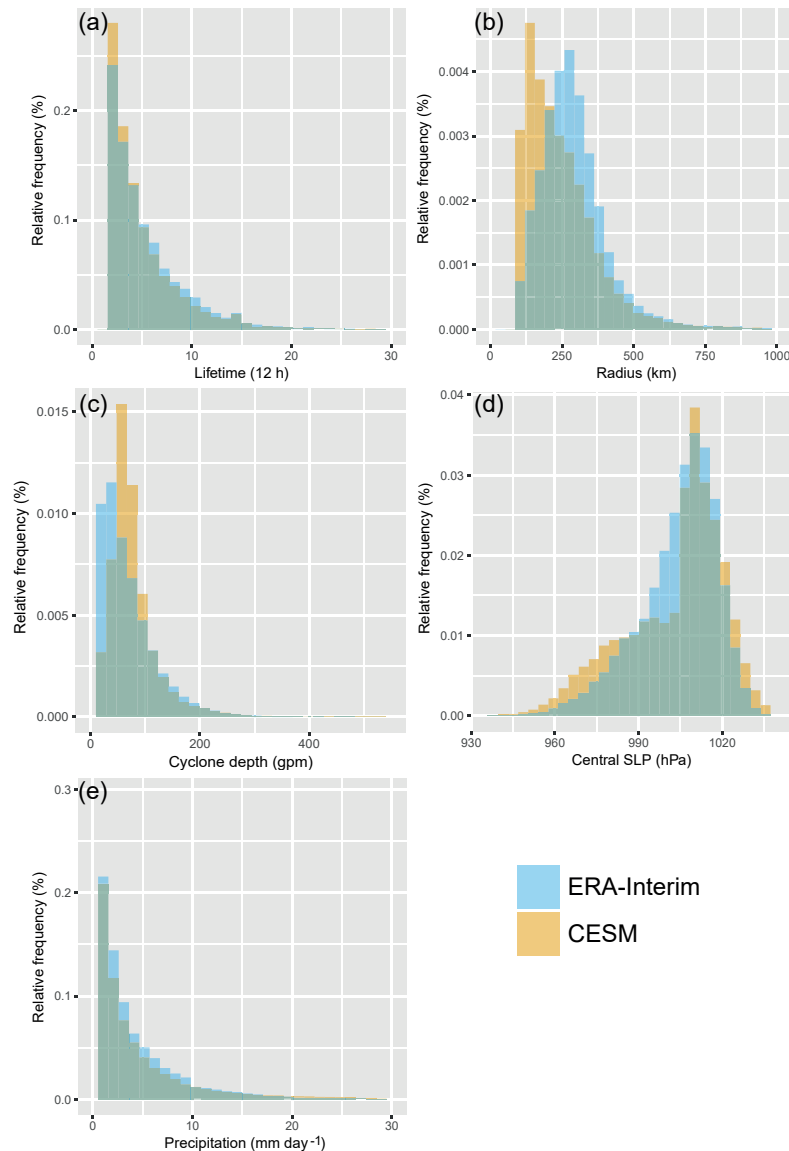 (a)
Relative frequency (%)
0.2
0.1
0.0
0 10 20 30
Lifetime (12 h)
(b)
Relative frequency (%)
0.004
0.003
0.002
0.001
0.000
0 250 500 750 1000
Radius (km)
(c)
Relative frequency (%)
0.015
0.010
0.005
0.000
0 200 400
Cyclone depth (gpm)
(d)
Relative frequency (%)
0.04
0.03
0.02
0.01
0.00
930 960 990 1020
Central SLP (hPa)
(e)
Relative frequency (%)
0.3
0.2
0.1
0.0
0 10 20 30
Precipitation (mm day⁻¹)
ERA-Interim
CESM